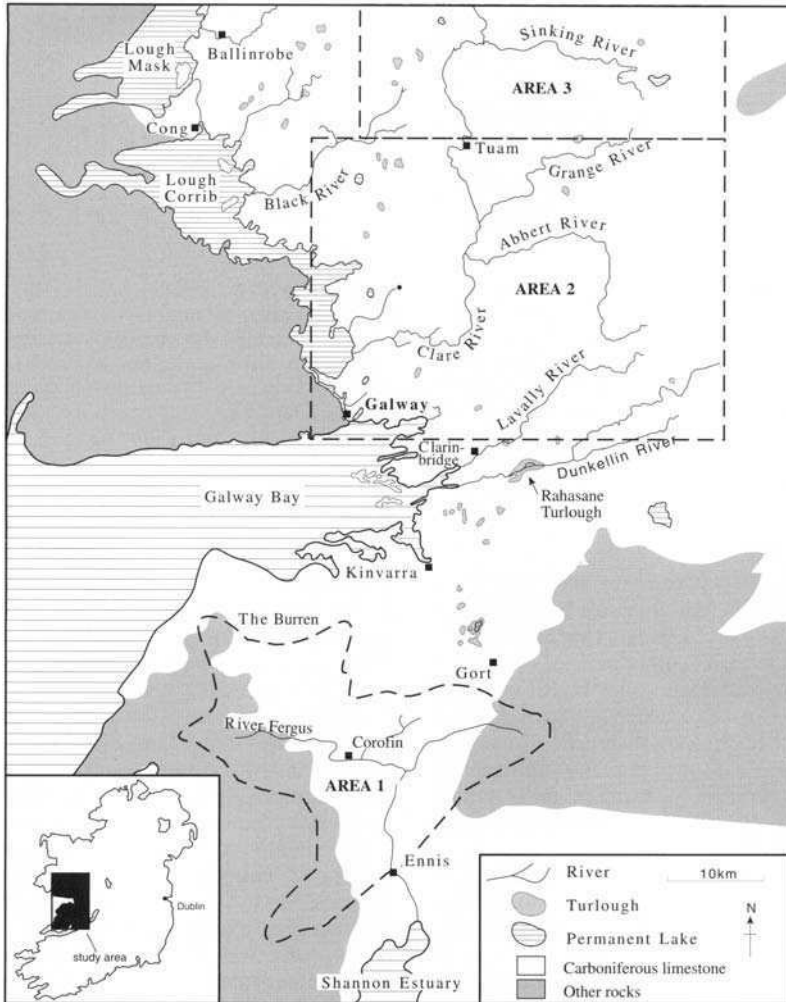 Ballinrobe
Lough
Mask
Sinking River
AREA 3
Cong
Tuam
Grange River
Lough
Corrib
Black River
Abbert River
AREA 2
Clare River
Lavally River
Galway
Clarin-
bridge
Dunkellin River
Galway Bay
Rahasane
Turlough
Kinvarra
The Burren
Gort
River Fergus
Corofin
AREA 1
Ennis
Shannon Estuary
Dublin
study area
River
10km
Turlough
N
Permanent Lake
Carboniferous limestone
Other rocks